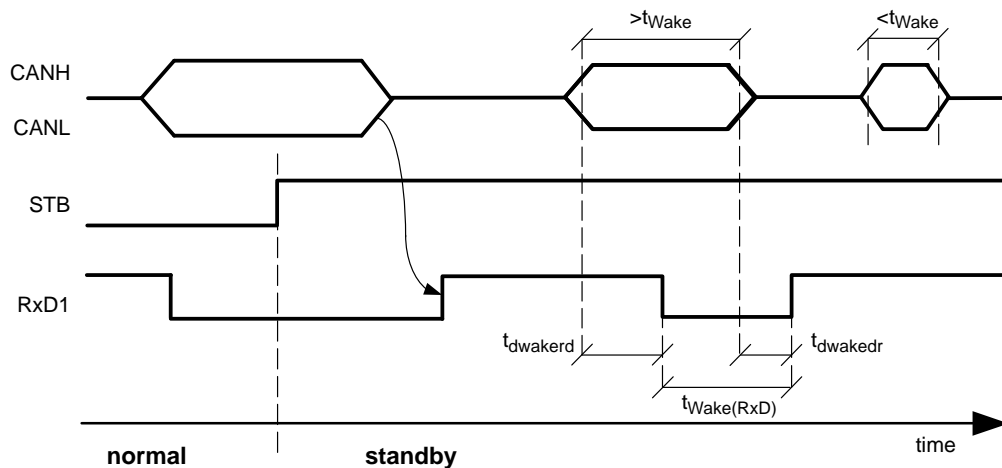 >tWake
<tWake
CANH
CANL
STB
RxD1
tdwakerd
tdwakedr
tWake(RxD)
time
normal
standby